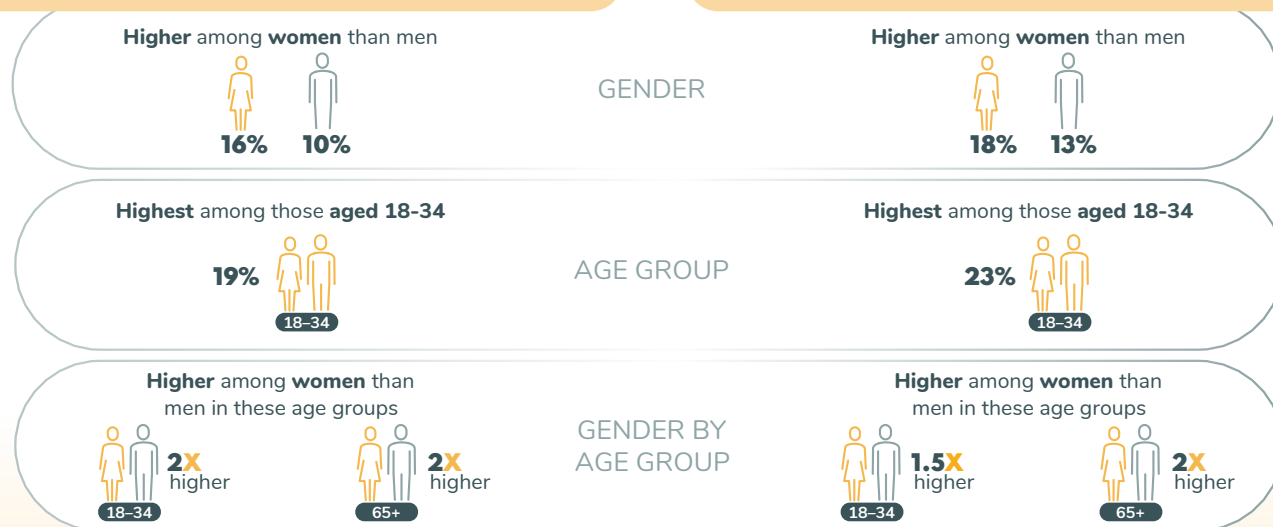 Higher among women than men
16% 10%
GENDER
Higher among women than men
18% 13%
Highest among those aged 18-34
19%
18–34
AGE GROUP
Highest among those aged 18-34
23%
18–34
Higher among women than
men in these age groups
2X
higher
18–34
2X
higher
65+
GENDER BY
AGE GROUP
Higher among women than
men in these age groups
1.5X
higher
18–34
2X
higher
65+